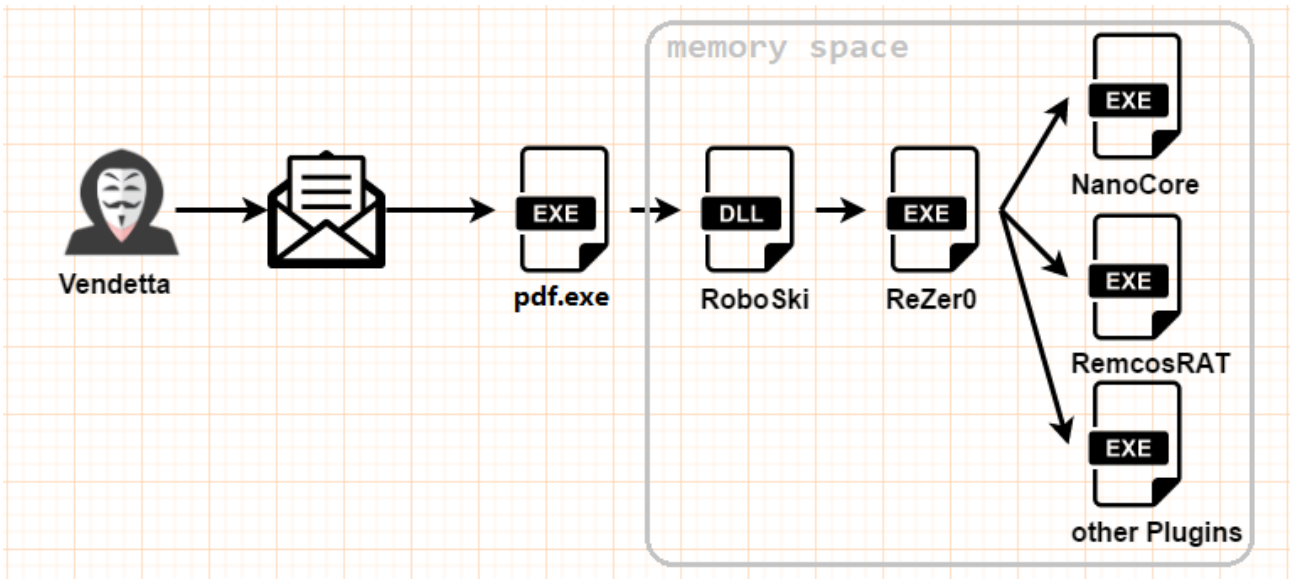 memory space
EXE
NanoCore
Vendetta
EXE
pdf.exe
DLL
RoboSki
EXE
ReZer0
EXE
RemcosRAT
EXE
other Plugins